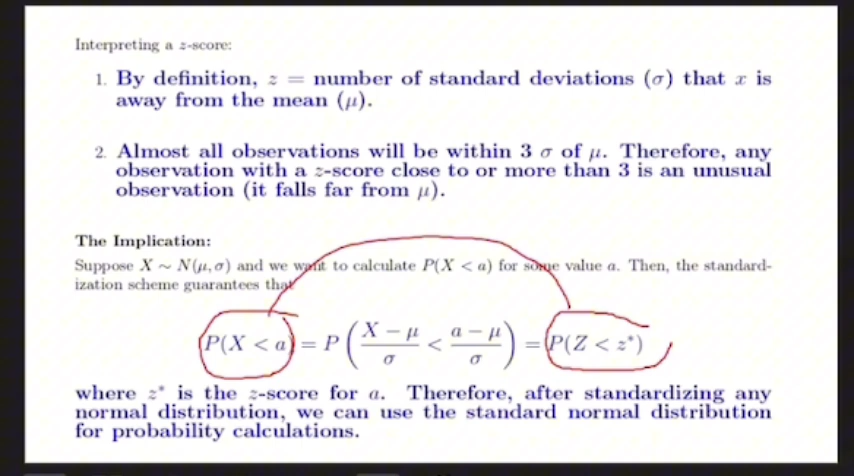 Interpreting a z-score:
1. By definition, z = number of standard deviations (σ) that x is
away from the mean (μ).
2. Almost all observations will be within 3 σ of μ. Therefore, any
observation with a z-score close to or more than 3 is an unusual
observation (it falls far from μ).
The Implication:
Suppose X ~ N(μ, σ) and we want to calculate P(X < a) for some value a. Then, the standard-
ization scheme guarantees that
P(X < a) = P((X − μ)/σ < (a − μ)/σ) = P(Z < z*)
where z* is the z-score for a. Therefore, after standardizing any
normal distribution, we can use the standard normal distribution
for probability calculations.